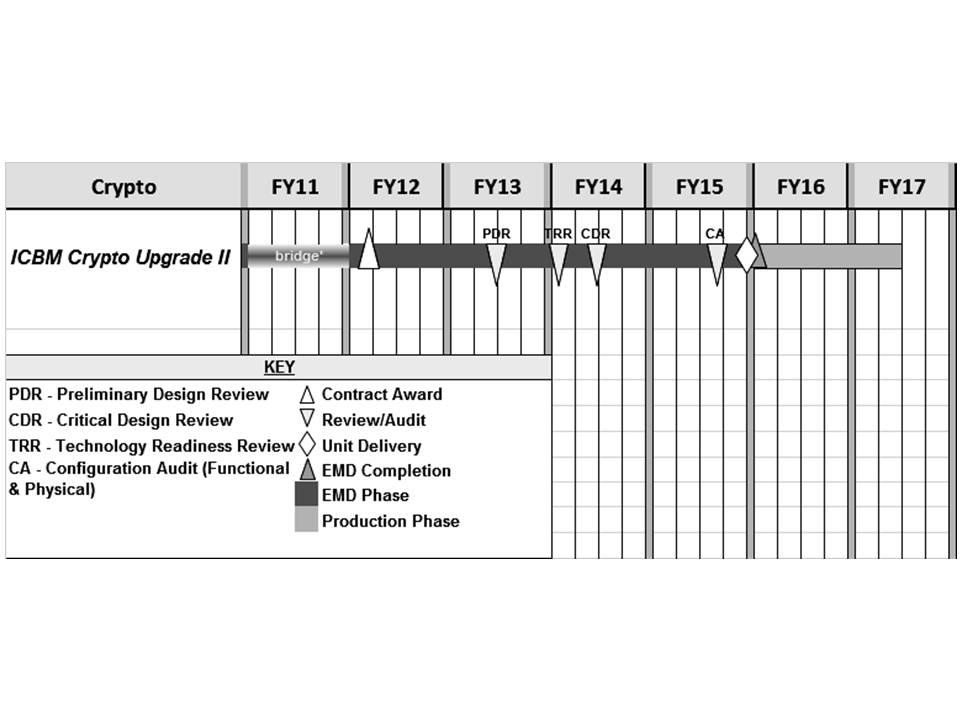 Crypto FY11 FY12 FY13 FY14 FY15 FY16 FY17
PDR TRR CDR CA
ICBM Crypto Upgrade II bridge*
KEY
PDR - Preliminary Design Review
CDR - Critical Design Review
TRR - Technology Readiness Review
CA - Configuration Audit (Functional
& Physical)
Contract Award
Review/Audit
Unit Delivery
EMD Completion
EMD Phase
Production Phase